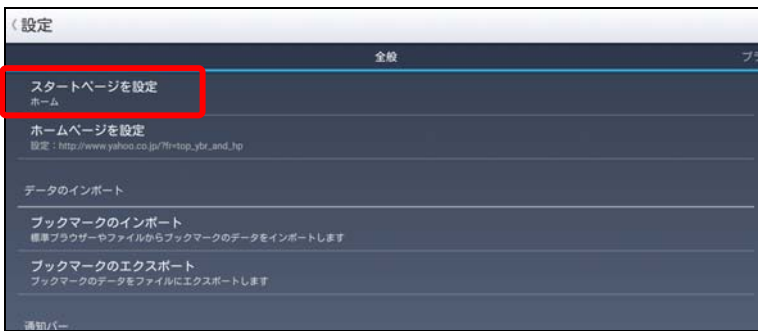 〈設定
全般
ブラ
スタートページを設定
ホーム
ホームページを設定
設定：http://www.yahoo.co.jp/?fr=top_ybr_and_hp
データのインポート
ブックマークのインポート
標準ブラウザーやファイルからブックマークのデータをインポートします
ブックマークのエクスポート
ブックマークのデータをファイルにエクスポートします
通知バー